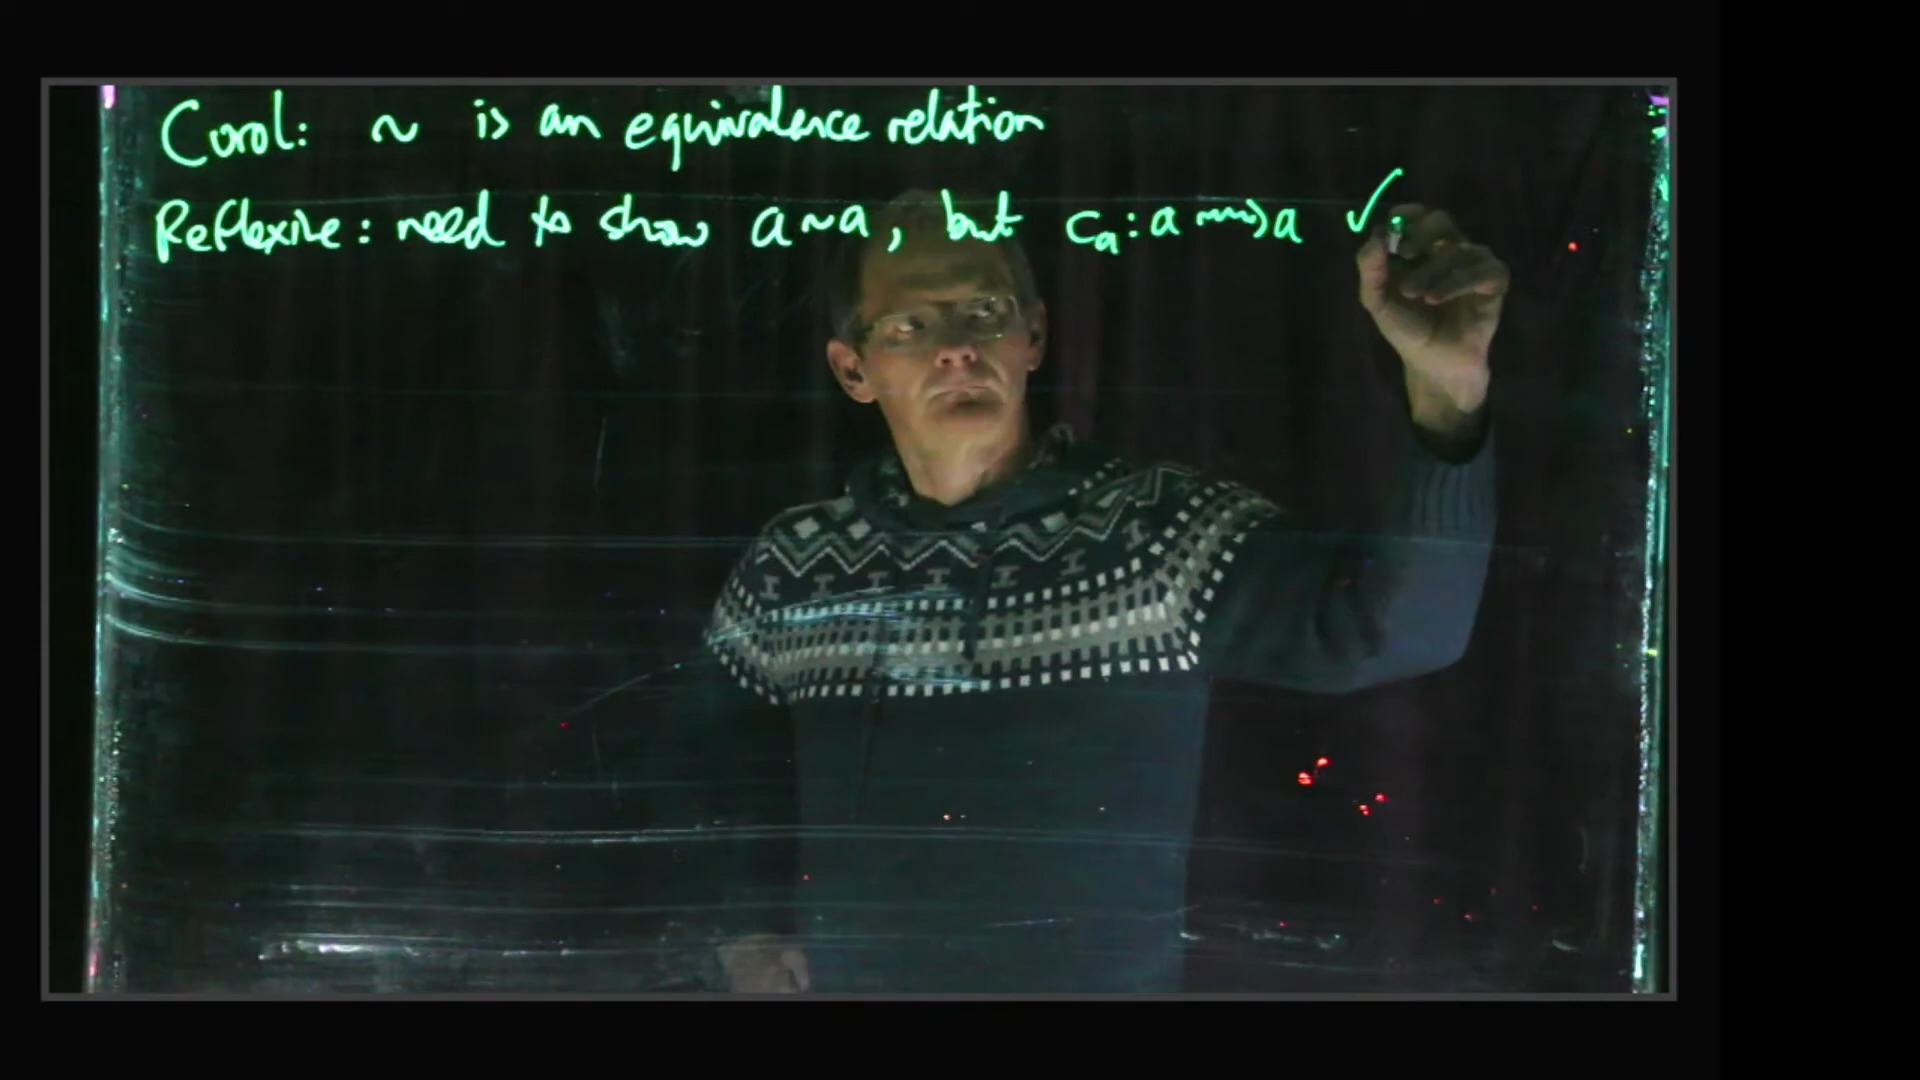 Corol: ~ is an equivalence relation
Reflexive: need to show a~a, but c_a: a ⇝ a ✓.